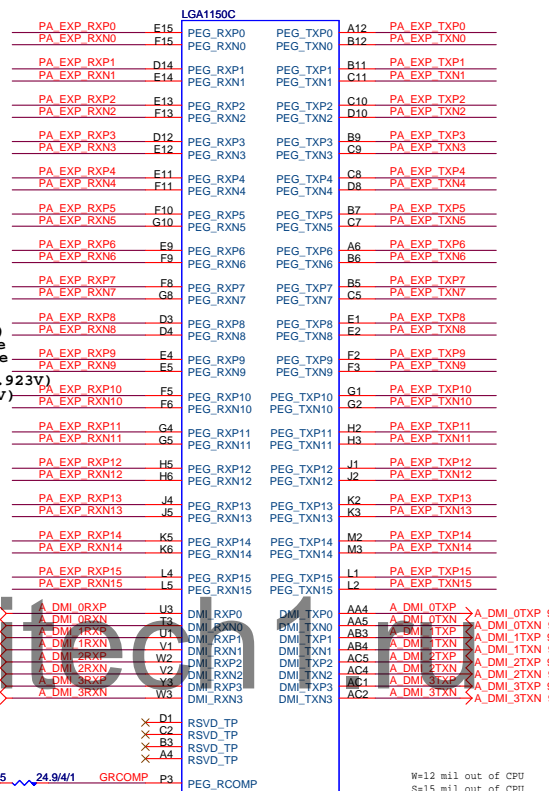 LGA1150C
PA_EXP_RXP0 E15 PEG_RXP0 PEG_TXP0 A12 PA_EXP_TXP0
PA_EXP_RXN0 F15 PEG_RXN0 PEG_TXN0 B12 PA_EXP_TXN0
PA_EXP_RXP1 D14 PEG_RXP1 PEG_TXP1 B11 PA_EXP_TXP1
PA_EXP_RXN1 E14 PEG_RXN1 PEG_TXN1 C11 PA_EXP_TXN1
PA_EXP_RXP2 E13 PEG_RXP2 PEG_TXP2 C10 PA_EXP_TXP2
PA_EXP_RXN2 F13 PEG_RXN2 PEG_TXN2 D10 PA_EXP_TXN2
PA_EXP_RXP3 D12 PEG_RXP3 PEG_TXP3 B9 PA_EXP_TXP3
PA_EXP_RXN3 E12 PEG_RXN3 PEG_TXN3 C9 PA_EXP_TXN3
PA_EXP_RXP4 E11 PEG_RXP4 PEG_TXP4 C8 PA_EXP_TXP4
PA_EXP_RXN4 F11 PEG_RXN4 PEG_TXN4 D8 PA_EXP_TXN4
PA_EXP_RXP5 F10 PEG_RXP5 PEG_TXP5 B7 PA_EXP_TXP5
PA_EXP_RXN5 G10 PEG_RXN5 PEG_TXN5 C7 PA_EXP_TXN5
PA_EXP_RXP6 E9 PEG_RXP6 PEG_TXP6 A6 PA_EXP_TXP6
PA_EXP_RXN6 F9 PEG_RXN6 PEG_TXN6 B6 PA_EXP_TXN6
PA_EXP_RXP7 F8 PEG_RXP7 PEG_TXP7 B5 PA_EXP_TXP7
PA_EXP_RXN7 G8 PEG_RXN7 PEG_TXN7 C5 PA_EXP_TXN7
PA_EXP_RXP8 D3 PEG_RXP8 PEG_TXP8 E1 PA_EXP_TXP8
)
PA_EXP_RXN8 D4 PEG_RXN8 PEG_TXN8 E2 PA_EXP_TXN8
e
PA_EXP_RXP9 E4 PEG_RXP9 PEG_TXP9 F2 PA_EXP_TXP9
e
PA_EXP_RXN9 E5 PEG_RXN9 PEG_TXN9 F3 PA_EXP_TXN9
.923V)
PA_EXP_RXP10 F5 PEG_RXP10 PEG_TXP10 G1 PA_EXP_TXP10
V)
PA_EXP_RXN10 F6 PEG_RXN10 PEG_TXN10 G2 PA_EXP_TXN10
PA_EXP_RXP11 G4 PEG_RXP11 PEG_TXP11 H2 PA_EXP_TXP11
PA_EXP_RXN11 G5 PEG_RXN11 PEG_TXN11 H3 PA_EXP_TXN11
PA_EXP_RXP12 H5 PEG_RXP12 PEG_TXP12 J1 PA_EXP_TXP12
PA_EXP_RXN12 H6 PEG_RXN12 PEG_TXN12 J2 PA_EXP_TXN12
PA_EXP_RXP13 J4 PEG_RXP13 PEG_TXP13 K2 PA_EXP_TXP13
PA_EXP_RXN13 J5 PEG_RXN13 PEG_TXN13 K3 PA_EXP_TXN13
PA_EXP_RXP14 K5 PEG_RXP14 PEG_TXP14 M2 PA_EXP_TXP14
PA_EXP_RXN14 K6 PEG_RXN14 PEG_TXN14 M3 PA_EXP_TXN14
PA_EXP_RXP15 L4 PEG_RXP15 PEG_TXP15 L1 PA_EXP_TXP15
PA_EXP_RXN15 L5 PEG_RXN15 PEG_TXN15 L2 PA_EXP_TXN15
itech1.ru
A_DMI_0RXP U3 DMI_RXP0 DMI_TXP0 AA4 A_DMI_0TXP A_DMI_0TXP 9
A_DMI_0RXN T3 DMI_RXN0 DMI_TXN0 AA5 A_DMI_0TXN A_DMI_0TXN 9
A_DMI_1RXP U1 DMI_RXP1 DMI_TXP1 AB3 A_DMI_1TXP A_DMI_1TXP 9
A_DMI_1RXN V1 DMI_RXN1 DMI_TXN1 AB4 A_DMI_1TXN A_DMI_1TXN 9
A_DMI_2RXP W2 DMI_RXP2 DMI_TXP2 AC5 A_DMI_2TXP A_DMI_2TXP 9
A_DMI_2RXN V2 DMI_RXN2 DMI_TXN2 AC4 A_DMI_2TXN A_DMI_2TXN 9
A_DMI_3RXP Y3 DMI_RXP3 DMI_TXP3 AC1 A_DMI_3TXP A_DMI_3TXP 9
A_DMI_3RXN W3 DMI_RXN3 DMI_TXN3 AC2 A_DMI_3TXN A_DMI_3TXN 9
D1 RSVD_TP
C2 RSVD_TP
B3 RSVD_TP
A4 RSVD_TP
5 24.9/4/1 GRCOMP P3 PEG_RCOMP
W=12 mil out of CPU
S=15 mil out of CPU